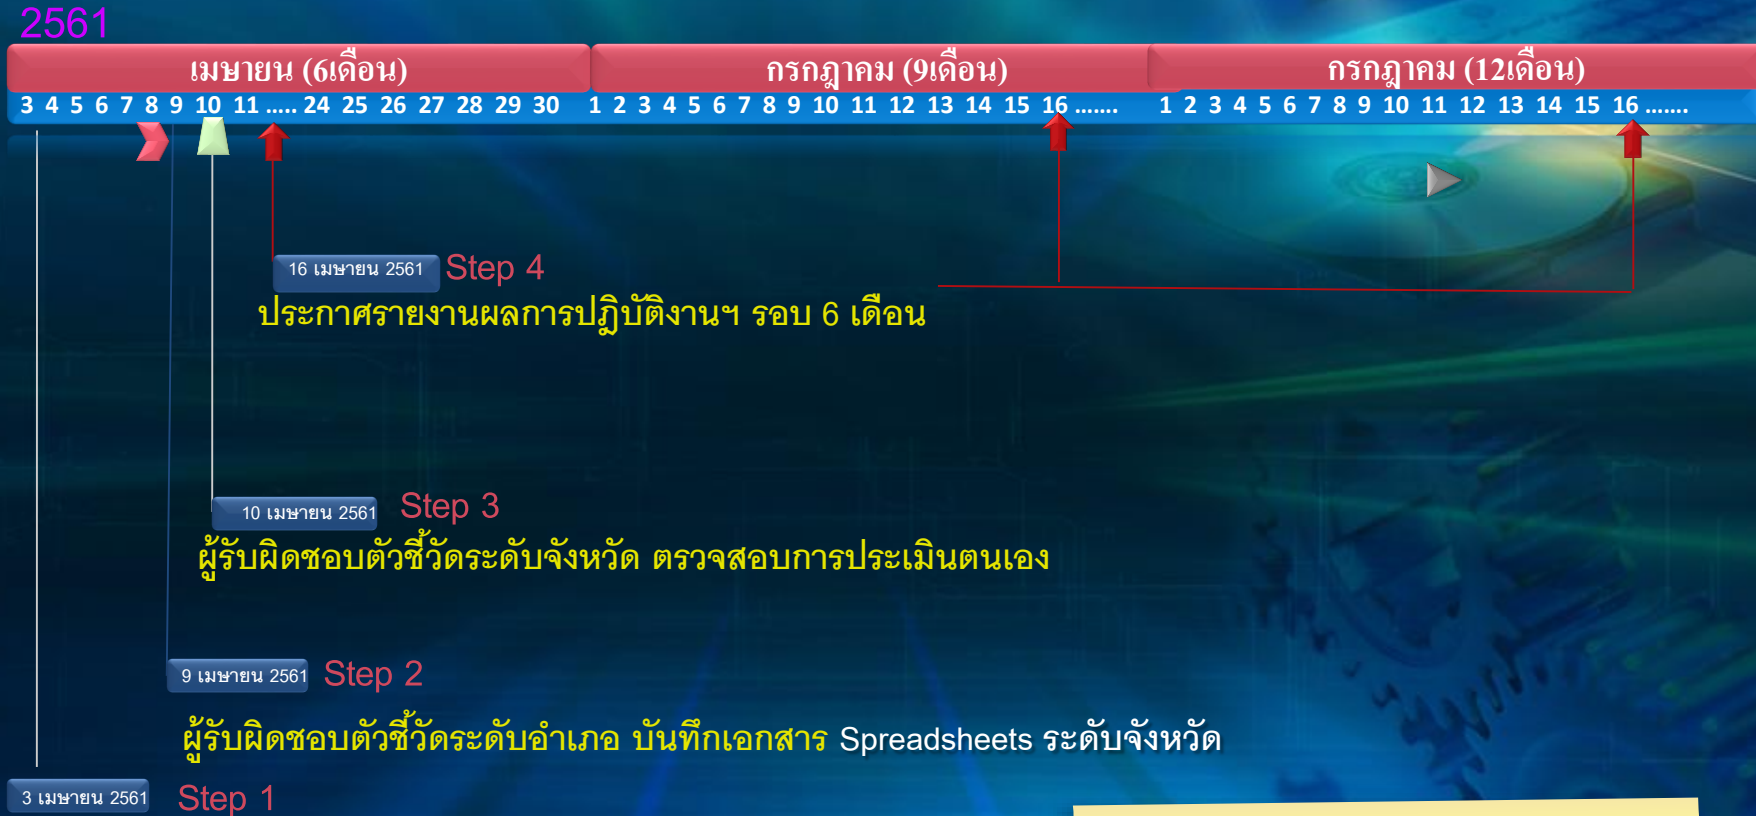 2561
เมษายน (6เดือน) กรกฎาคม (9เดือน) กรกฎาคม (12เดือน)
3 4 5 6 7 8 9 10 11 ..... 24 25 26 27 28 29 30 1 2 3 4 5 6 7 8 9 10 11 12 13 14 15 16 ....... 1 2 3 4 5 6 7 8 9 10 11 12 13 14 15 16 .......
16 เมษายน 2561 Step 4
ประกาศรายงานผลการปฎิบัติงานฯ รอบ 6 เดือน
10 เมษายน 2561 Step 3
ผู้รับผิดชอบตัวชี้วัดระดับจังหวัด ตรวจสอบการประเมินตนเอง
9 เมษายน 2561 Step 2
ผู้รับผิดชอบตัวชี้วัดระดับอำเภอ บันทึกเอกสาร Spreadsheets ระดับจังหวัด
3 เมษายน 2561 Step 1